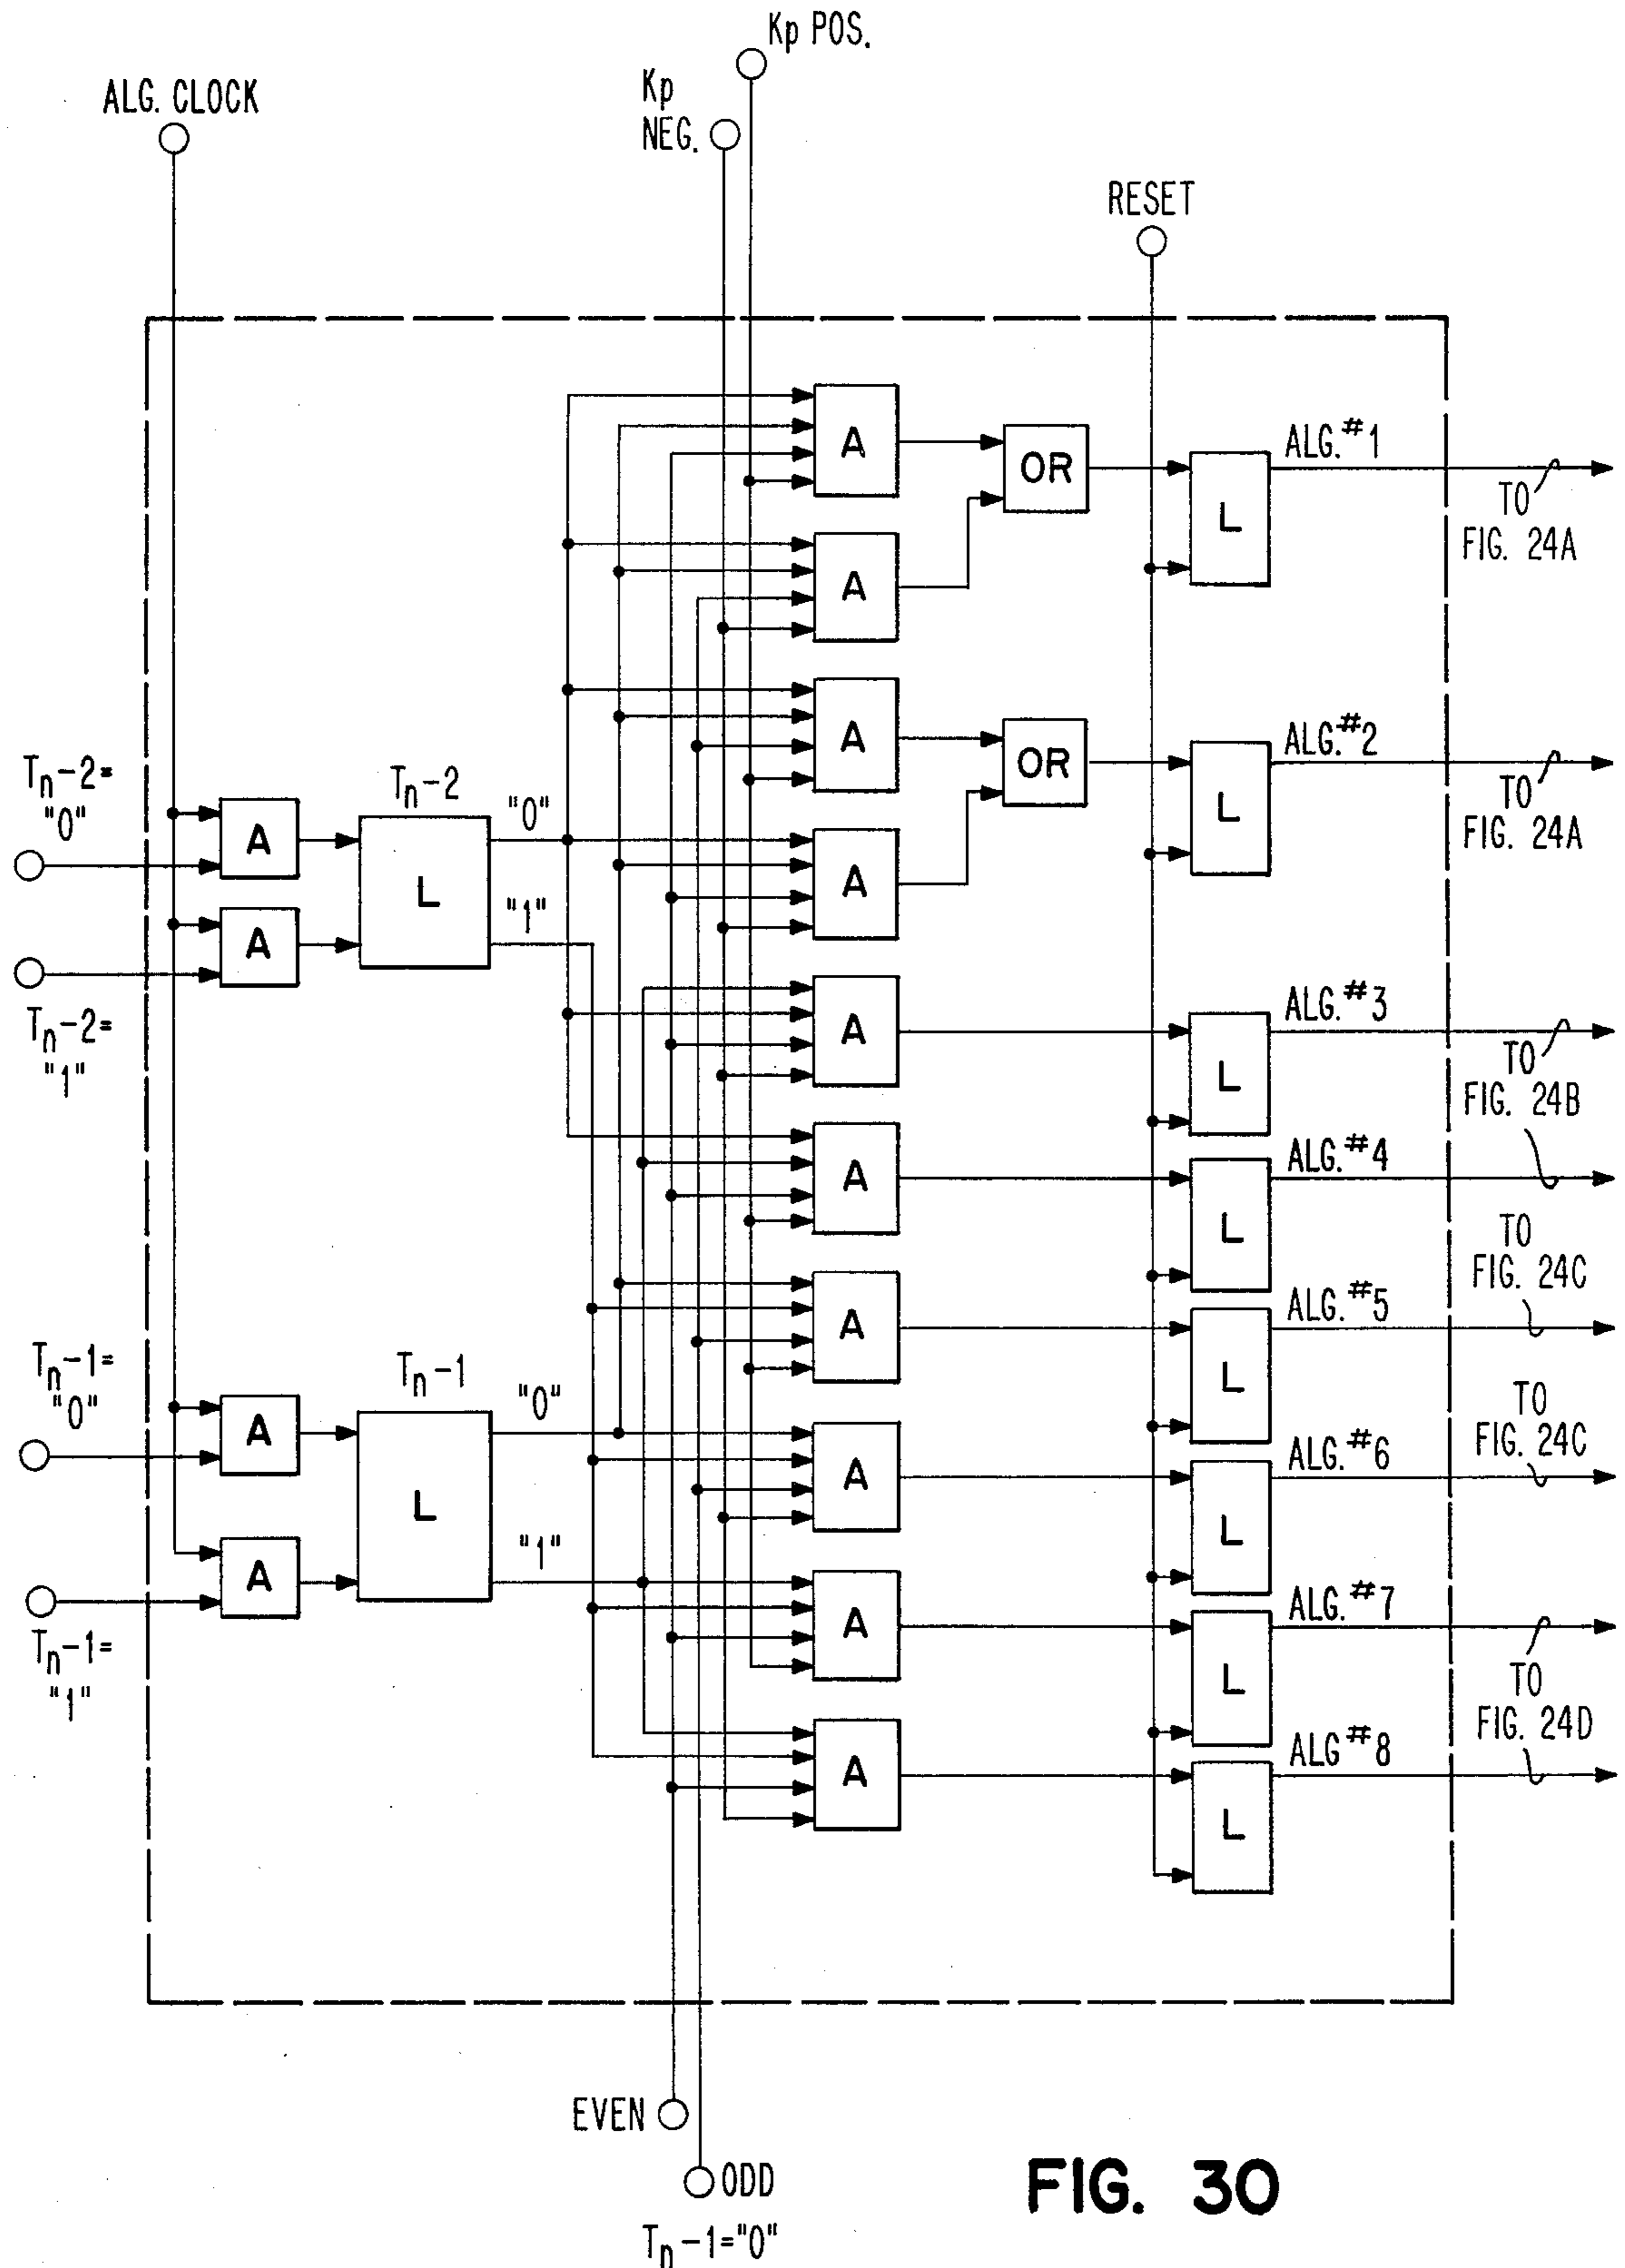 Kp POS.
ALG. CLOCK
Kp
NEG.
RESET
A
OR
L
ALG.#1
TO
FIG. 24A
A
A
OR
L
ALG.#2
TO
FIG. 24A
Tn-2=
"0"
A
Tn-2
L
"0"
"1"
A
A
Tn-2=
"1"
A
L
ALG.#3
TO
FIG. 24B
A
L
ALG.#4
TO
FIG. 24C
A
L
ALG.#5
Tn-1=
"0"
A
Tn-1
L
"0"
"1"
A
TO
FIG. 24C
A
L
ALG.#6
Tn-1=
"1"
A
L
ALG.#7
TO
FIG. 24D
A
L
ALG#8
EVEN
ODD
Tn-1="0"
FIG. 30